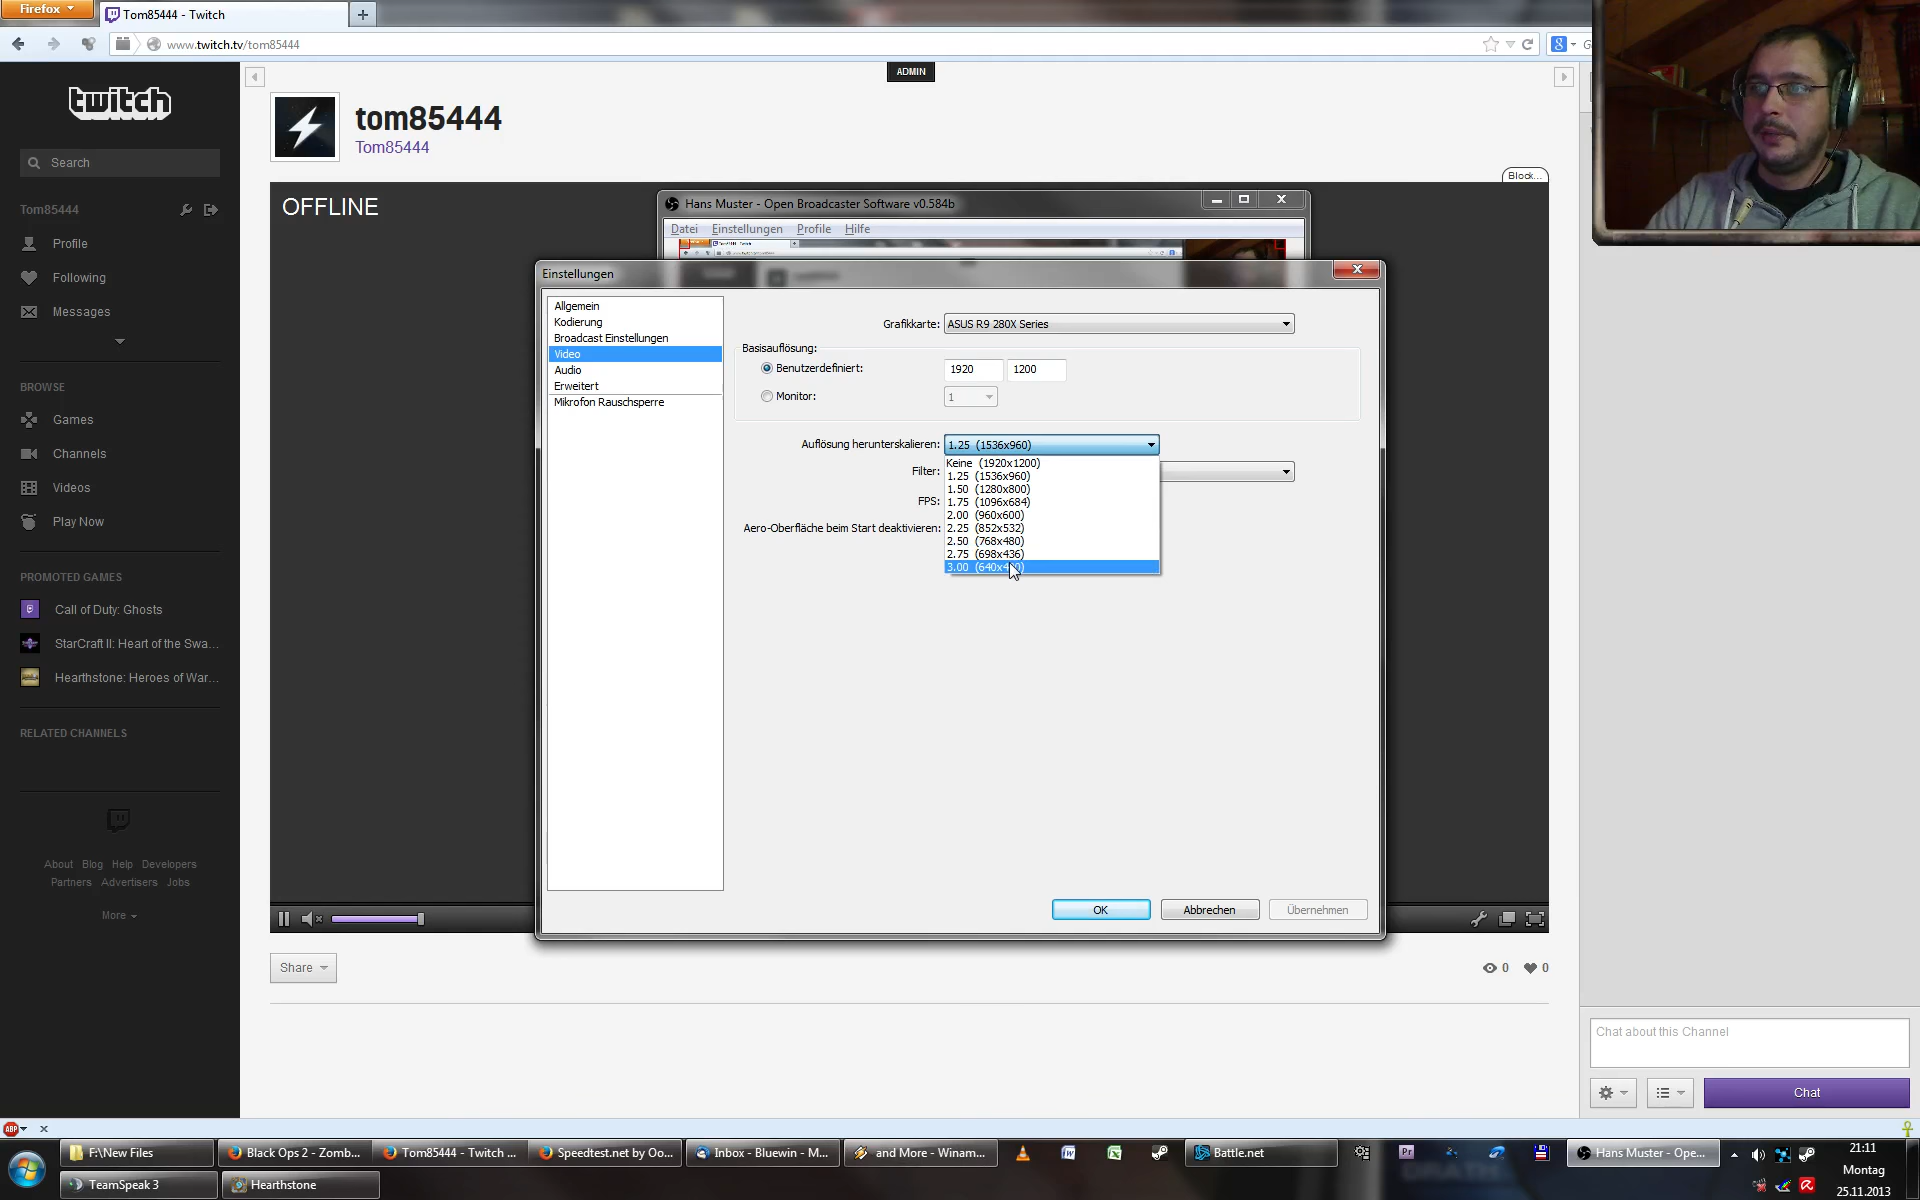 Firefox
Tom85444 - Twitch
www.twitch.tv/tom85444
ADMIN
twitch
tom85444
Tom85444
Search
Block...
Tom85444
OFFLINE
Hans Muster - Open Broadcaster Software v0.584b
Datei Einstellungen Profile Hilfe
Profile
Following
Messages
Einstellungen
Allgemein
Kodierung
Broadcast Einstellungen
Video
Audio
Erweitert
Mikrofon Rauschsperre
Grafikkarte: ASUS R9 280X Series
Basisauflösung:
Benutzerdefiniert: 1920 1200
Monitor: 1
Auflösung herunterskalieren: 1.25 (1536x960)
Keine (1920x1200)
1.25 (1536x960)
1.50 (1280x800)
1.75 (1096x684)
2.00 (960x600)
2.25 (852x532)
2.50 (768x480)
2.75 (698x436)
3.00
Filter:
FPS:
Aero-Oberfläche beim Start deaktivieren:
OK Abbrechen Übernehmen
BROWSE
Games
Channels
Videos
Play Now
PROMOTED GAMES
Call of Duty: Ghosts
StarCraft II: Heart of the Swa...
Hearthstone: Heroes of War...
RELATED CHANNELS
About Blog Help Developers
Partners Advertisers Jobs
More
Share
0 0
Chat about this Channel
Chat
ABP
F:\New Files
Black Ops 2 - Zomb...
Tom85444 - Twitch ...
Speedtest.net by Oo...
Inbox - Bluewin - M...
and More - Winam...
Battle.net
Pr
Hans Muster - Ope...
21:11
Montag
25.11.2013
TeamSpeak 3
Hearthstone